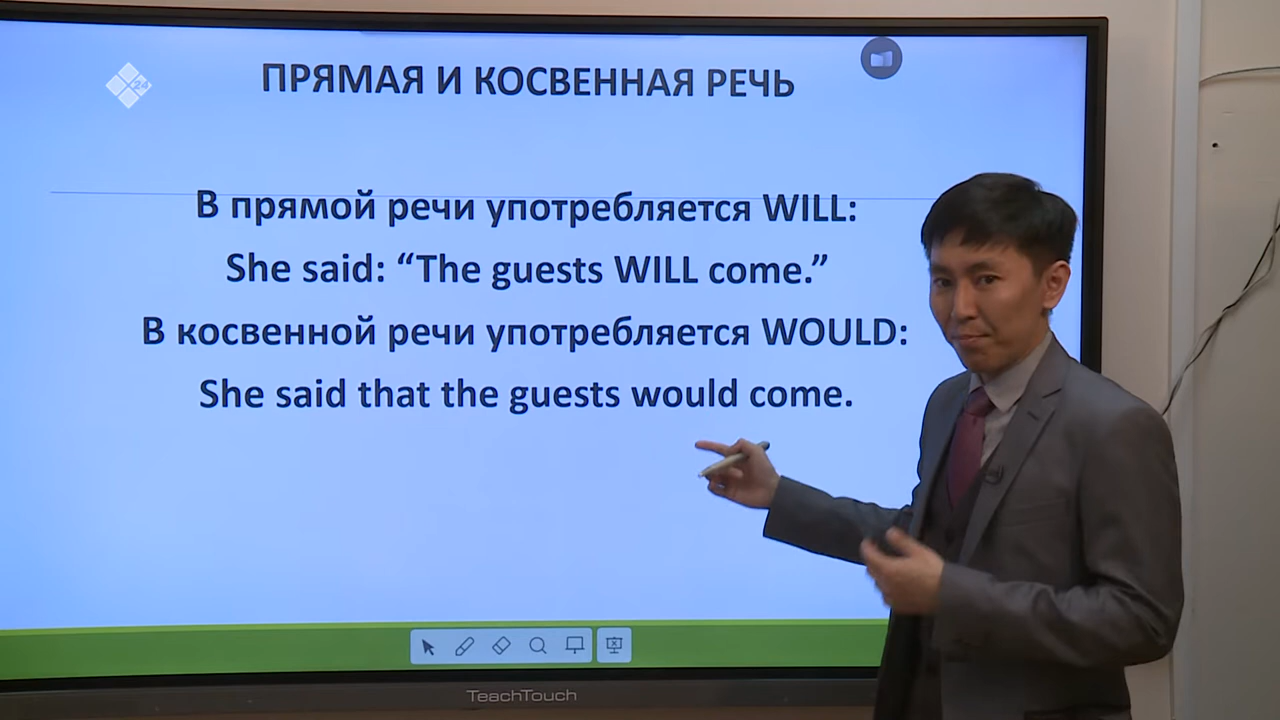 ПРЯМАЯ И КОСВЕННАЯ РЕЧЬ
24
В прямой речи употребляется WILL:
She said: “The guests WILL come.”
В косвенной речи употребляется WOULD:
She said that the guests would come.
TeachTouch